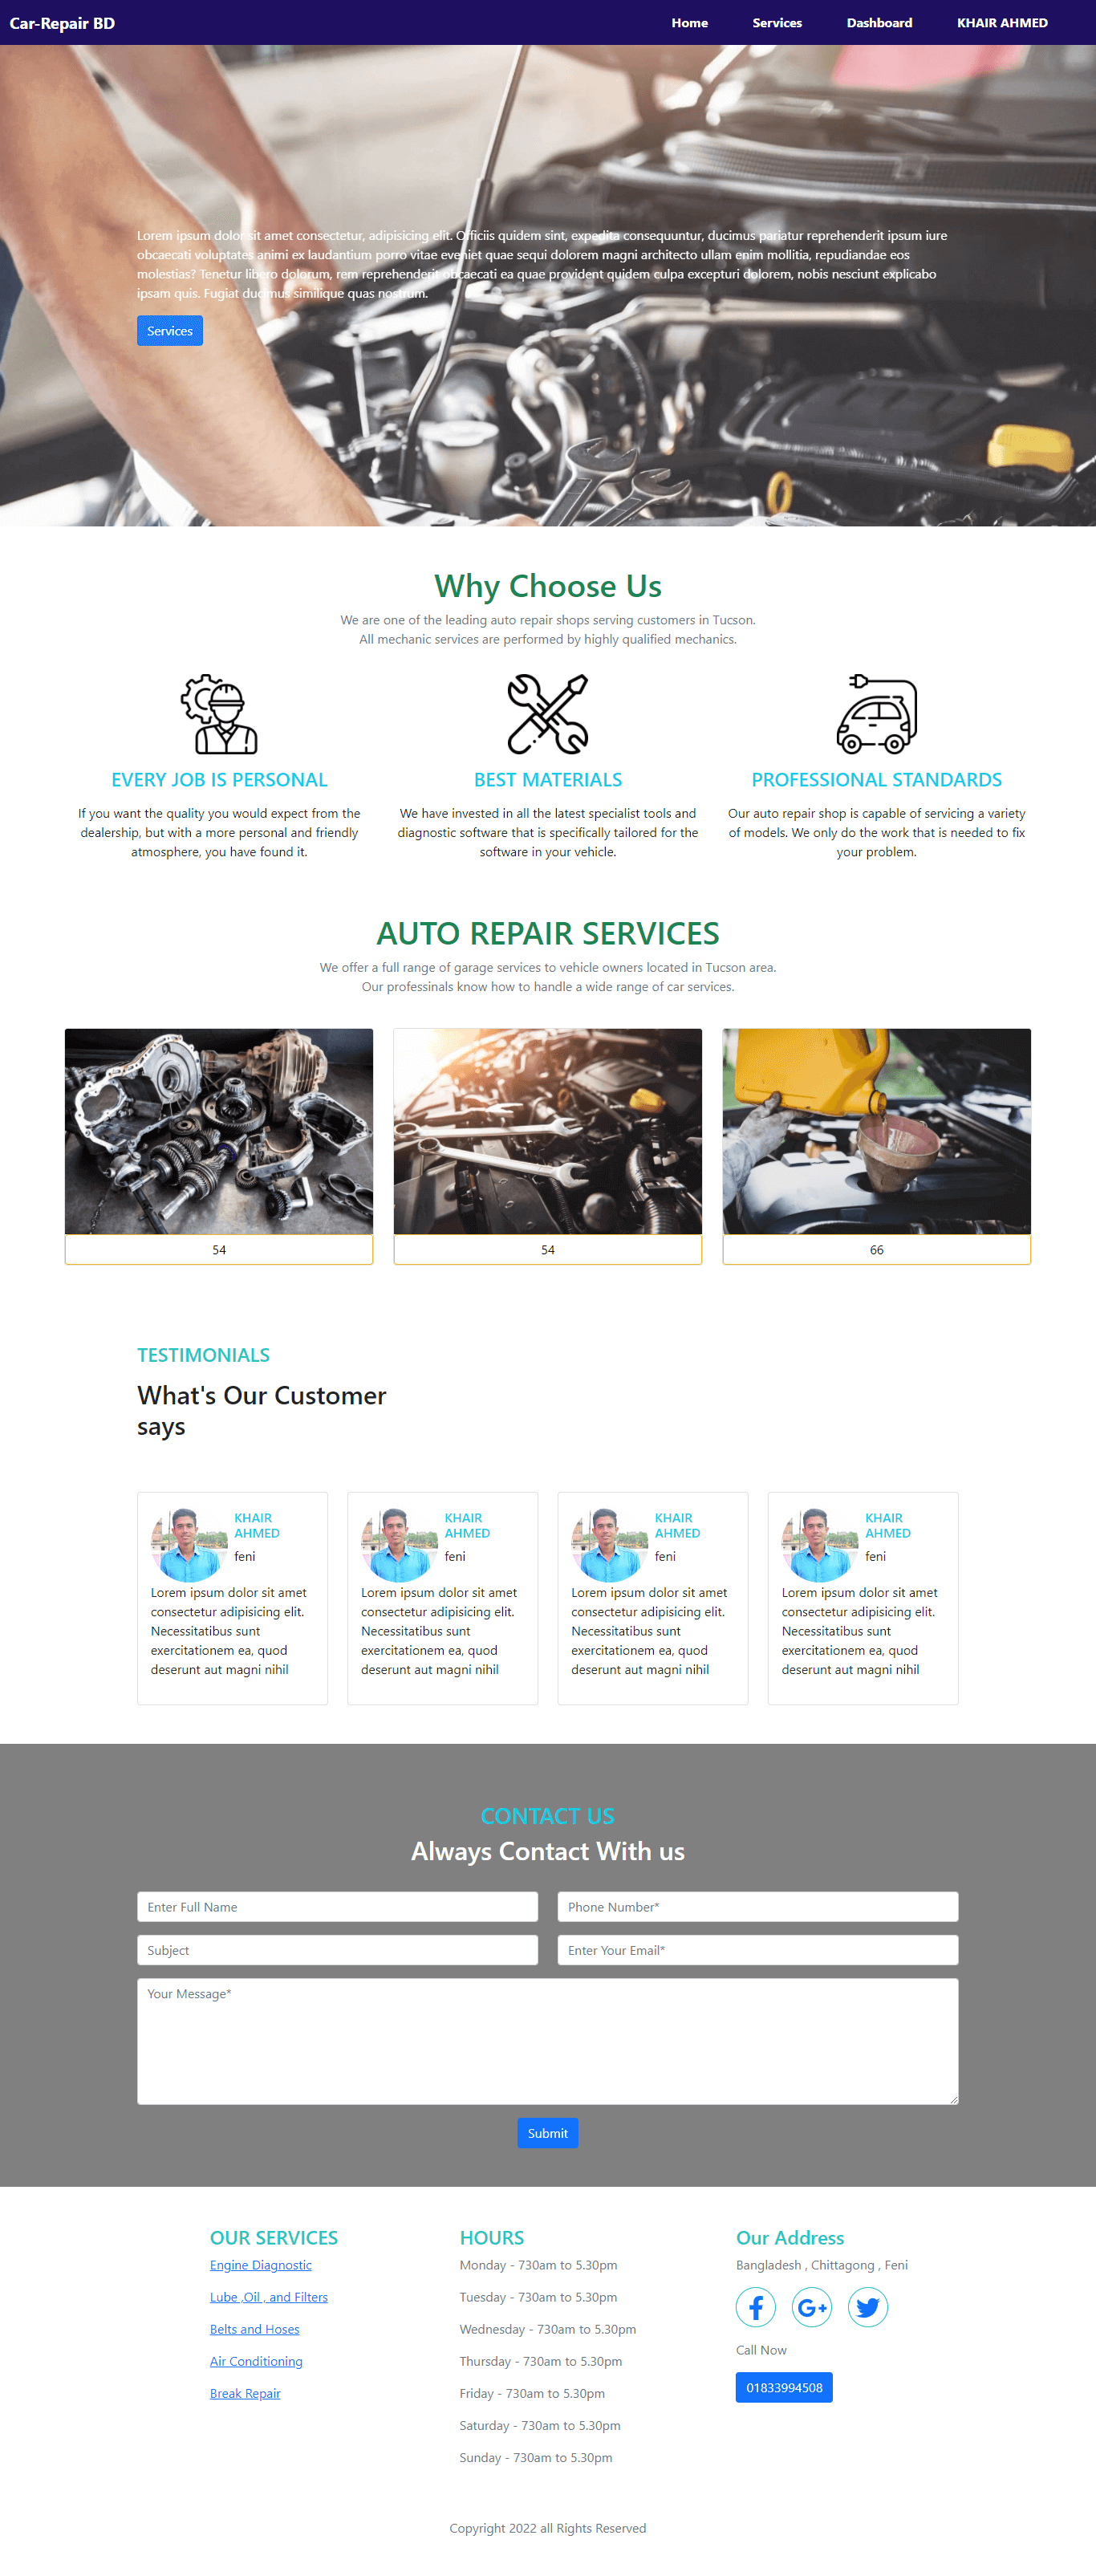 Car-Repair BD
Home
Services
Dashboard
KHAIR AHMED
Lorem ipsum dolor sit amet consectetur, adipisicing elit. Officiis quidem sint, expedita consequuntur, ducimus pariatur reprehenderit ipsum iure
obcaecati voluptates animi ex laudantium porro vitae eveniet quae sequi dolorem magni architecto ullam enim mollitia, repudiandae eos
molestias? Tenetur libero dolorum, rem reprehenderit obcaecati ea quae provident quidem culpa excepturi dolorem, nobis nesciunt explicabo
ipsam quis. Fugiat ducimus similique quas nostrum.
Services
Why Choose Us
We are one of the leading auto repair shops serving customers in Tucson.
All mechanic services are performed by highly qualified mechanics.
EVERY JOB IS PERSONAL
If you want the quality you would expect from the
dealership, but with a more personal and friendly
atmosphere, you have found it.
BEST MATERIALS
We have invested in all the latest specialist tools and
diagnostic software that is specifically tailored for the
software in your vehicle.
PROFESSIONAL STANDARDS
Our auto repair shop is capable of servicing a variety
of models. We only do the work that is needed to fix
your problem.
AUTO REPAIR SERVICES
We offer a full range of garage services to vehicle owners located in Tucson area.
Our professinals know how to handle a wide range of car services.
54
54
66
TESTIMONIALS
What's Our Customer
says
KHAIR
AHMED
feni
Lorem ipsum dolor sit amet
consectetur adipisicing elit.
Necessitatibus sunt
exercitationem ea, quod
deserunt aut magni nihil
KHAIR
AHMED
feni
Lorem ipsum dolor sit amet
consectetur adipisicing elit.
Necessitatibus sunt
exercitationem ea, quod
deserunt aut magni nihil
KHAIR
AHMED
feni
Lorem ipsum dolor sit amet
consectetur adipisicing elit.
Necessitatibus sunt
exercitationem ea, quod
deserunt aut magni nihil
KHAIR
AHMED
feni
Lorem ipsum dolor sit amet
consectetur adipisicing elit.
Necessitatibus sunt
exercitationem ea, quod
deserunt aut magni nihil
CONTACT US
Always Contact With us
Enter Full Name
Phone Number*
Subject
Enter Your Email*
Your Message*
Submit
OUR SERVICES
Engine Diagnostic
Lube ,Oil , and Filters
Belts and Hoses
Air Conditioning
Break Repair
HOURS
Monday - 730am to 5.30pm
Tuesday - 730am to 5.30pm
Wednesday - 730am to 5.30pm
Thursday - 730am to 5.30pm
Friday - 730am to 5.30pm
Saturday - 730am to 5.30pm
Sunday - 730am to 5.30pm
Our Address
Bangladesh , Chittagong , Feni
Call Now
01833994508
Copyright 2022 all Rights Reserved